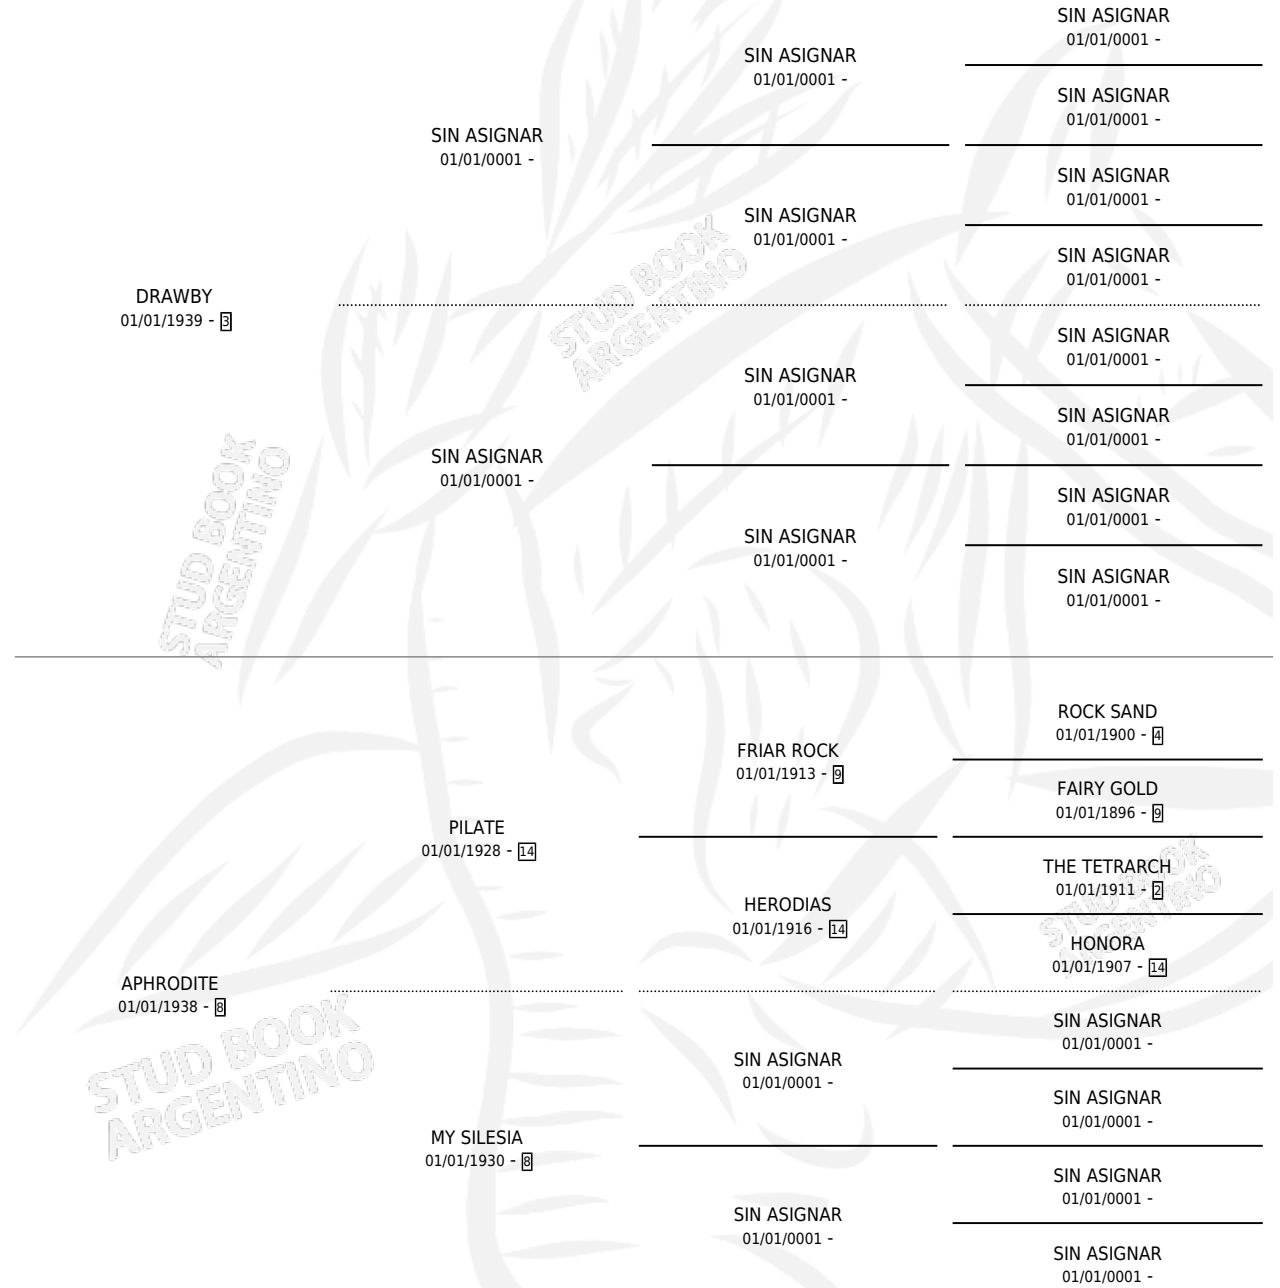 SIN ASIGNAR
01/01/0001 -
SIN ASIGNAR
01/01/0001 -
SIN ASIGNAR
01/01/0001 -
SIN ASIGNAR
01/01/0001 -
SIN ASIGNAR
01/01/0001 -
SIN ASIGNAR
01/01/0001 -
SIN ASIGNAR
01/01/0001 -
STUD BOOK
ARGENTINO
DRAWBY
01/01/1939 - 3
SIN ASIGNAR
01/01/0001 -
SIN ASIGNAR
01/01/0001 -
SIN ASIGNAR
01/01/0001 -
SIN ASIGNAR
01/01/0001 -
SIN ASIGNAR
01/01/0001 -
SIN ASIGNAR
01/01/0001 -
SIN ASIGNAR
01/01/0001 -
STUD BOOK
ARGENTINO
ROCK SAND
01/01/1900 - 4
FRIAR ROCK
01/01/1913 - 9
FAIRY GOLD
01/01/1896 - 9
PILATE
01/01/1928 - 14
THE TETRARCH
01/01/1911 - 2
HERODIAS
01/01/1916 - 14
HONORA
01/01/1907 - 14
STUD BOOK
ARGENTINO
APHRODITE
01/01/1938 - 8
SIN ASIGNAR
01/01/0001 -
SIN ASIGNAR
01/01/0001 -
SIN ASIGNAR
01/01/0001 -
STUD BOOK
ARGENTINO
MY SILESIA
01/01/1930 - 8
SIN ASIGNAR
01/01/0001 -
SIN ASIGNAR
01/01/0001 -
SIN ASIGNAR
01/01/0001 -